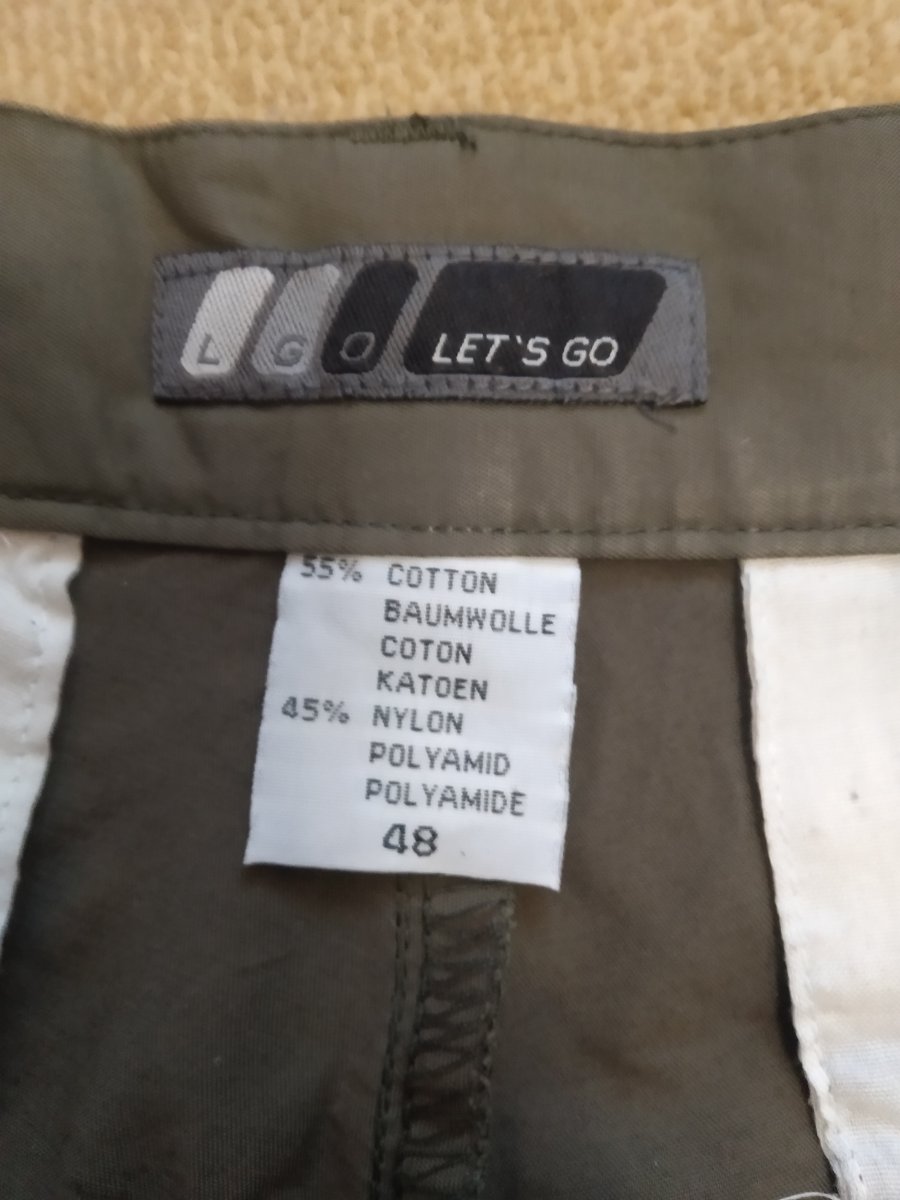 L G O LET'S GO
55% COTTON
BAUMWOLLE
COTON
KATOEN
45% NYLON
POLYAMID
POLYAMIDE
48